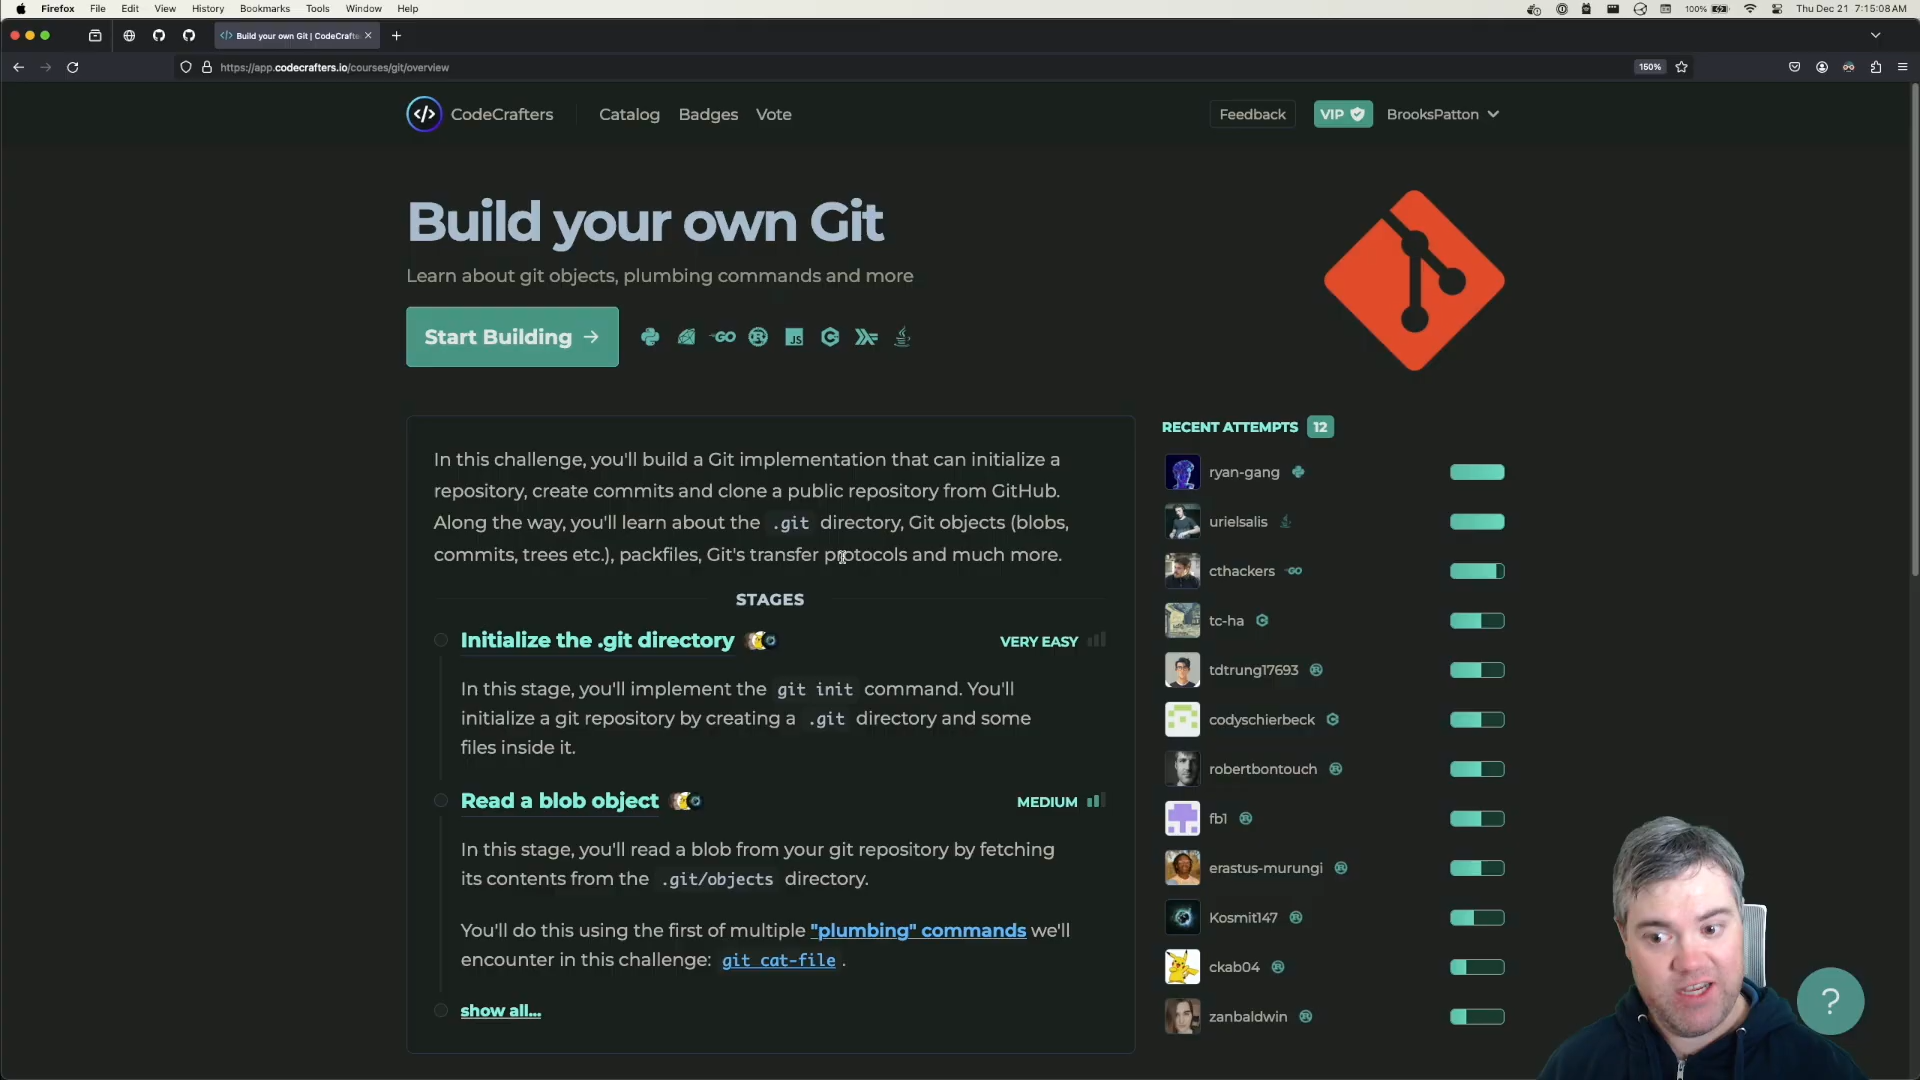 Firefox File Edit View History Bookmarks Tools Window Help
100% Thu Dec 21 7:15:08 AM
Build your own Git | CodeCrafte
https://app.codecrafters.io/courses/git/overview
150%
CodeCrafters
Catalog Badges Vote
Feedback
VIP
BrooksPatton
Build your own Git
Learn about git objects, plumbing commands and more
Start Building →
GO
JS
In this challenge, you'll build a Git implementation that can initialize a
repository, create commits and clone a public repository from GitHub.
Along the way, you'll learn about the .git directory, Git objects (blobs,
commits, trees etc.), packfiles, Git's transfer protocols and much more.
STAGES
Initialize the .git directory
VERY EASY
In this stage, you'll implement the git init command. You'll
initialize a git repository by creating a .git directory and some
files inside it.
Read a blob object
MEDIUM
In this stage, you'll read a blob from your git repository by fetching
its contents from the .git/objects directory.
You'll do this using the first of multiple "plumbing" commands we'll
encounter in this challenge: git cat-file .
show all...
RECENT ATTEMPTS 12
ryan-gang
urielsalis
cthackers GO
tc-ha
tdtrung17693
codyschierbeck
robertbontouch
fb1
erastus-murungi
Kosmit147
ckab04
zanbaldwin
?